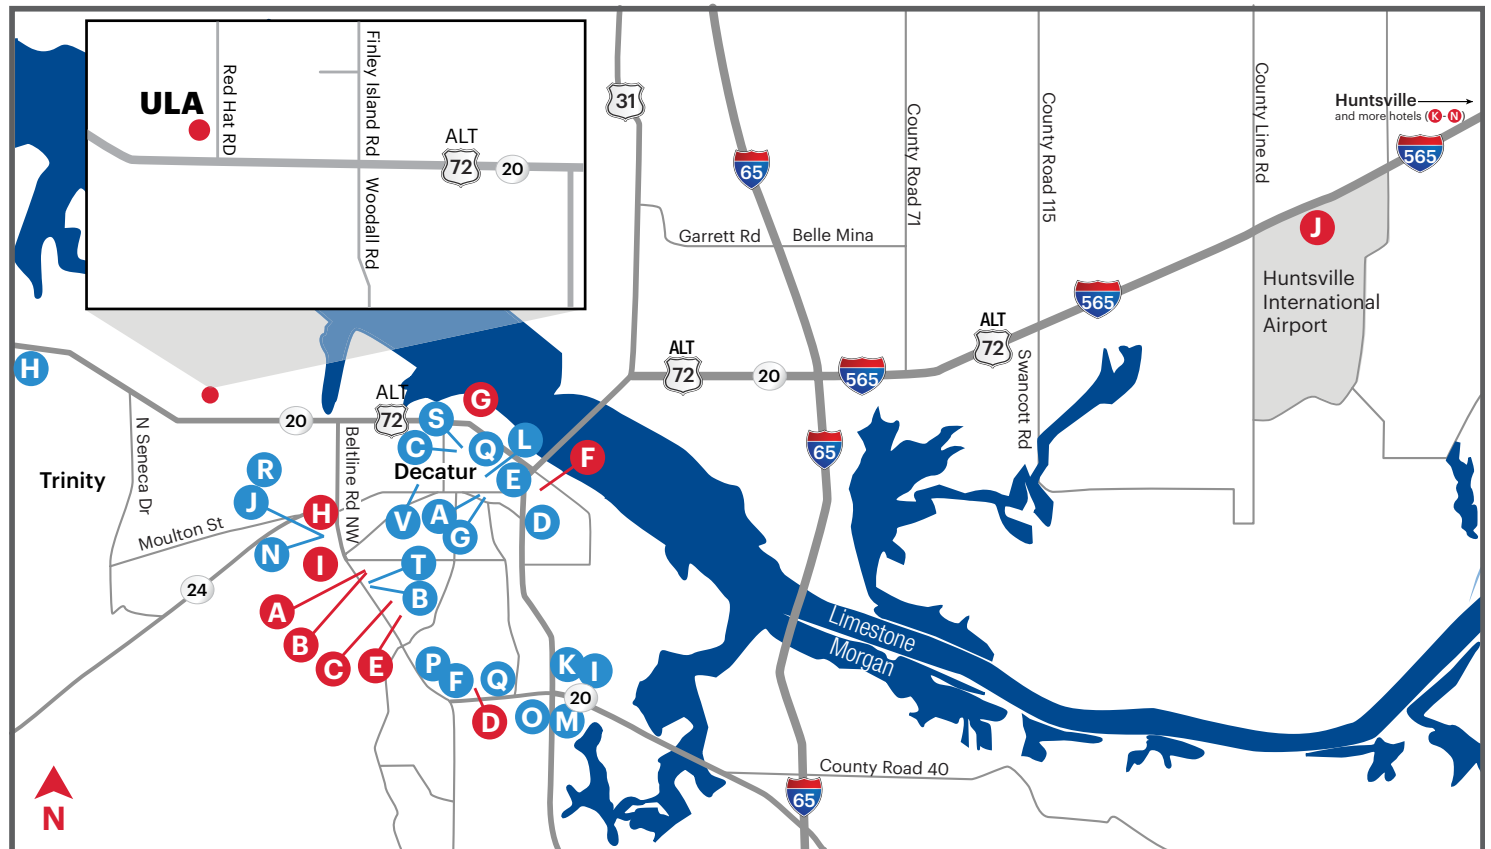 ULA
Red Hat RD
Finley Island Rd
Woodall Rd
ALT
72
20
31
65
County Road 71
County Road 115
County Line Rd
Huntsville
and more hotels (K-N)
565
Garrett Rd
Belle Mina
J
Huntsville
International
Airport
565
ALT
72
Swancott Rd
ALT
72
20
565
H
20
ALT
72
G
S
C
Q
L
Decatur
E
F
65
N Seneca Dr
Beltline Rd NW
Trinity
R
J
H
V
A
G
D
Moulton St
N
I
T
B
24
A
B
C
E
Limestone
Morgan
P
F
Q
K
I
20
D
O
M
County Road 40
65
N